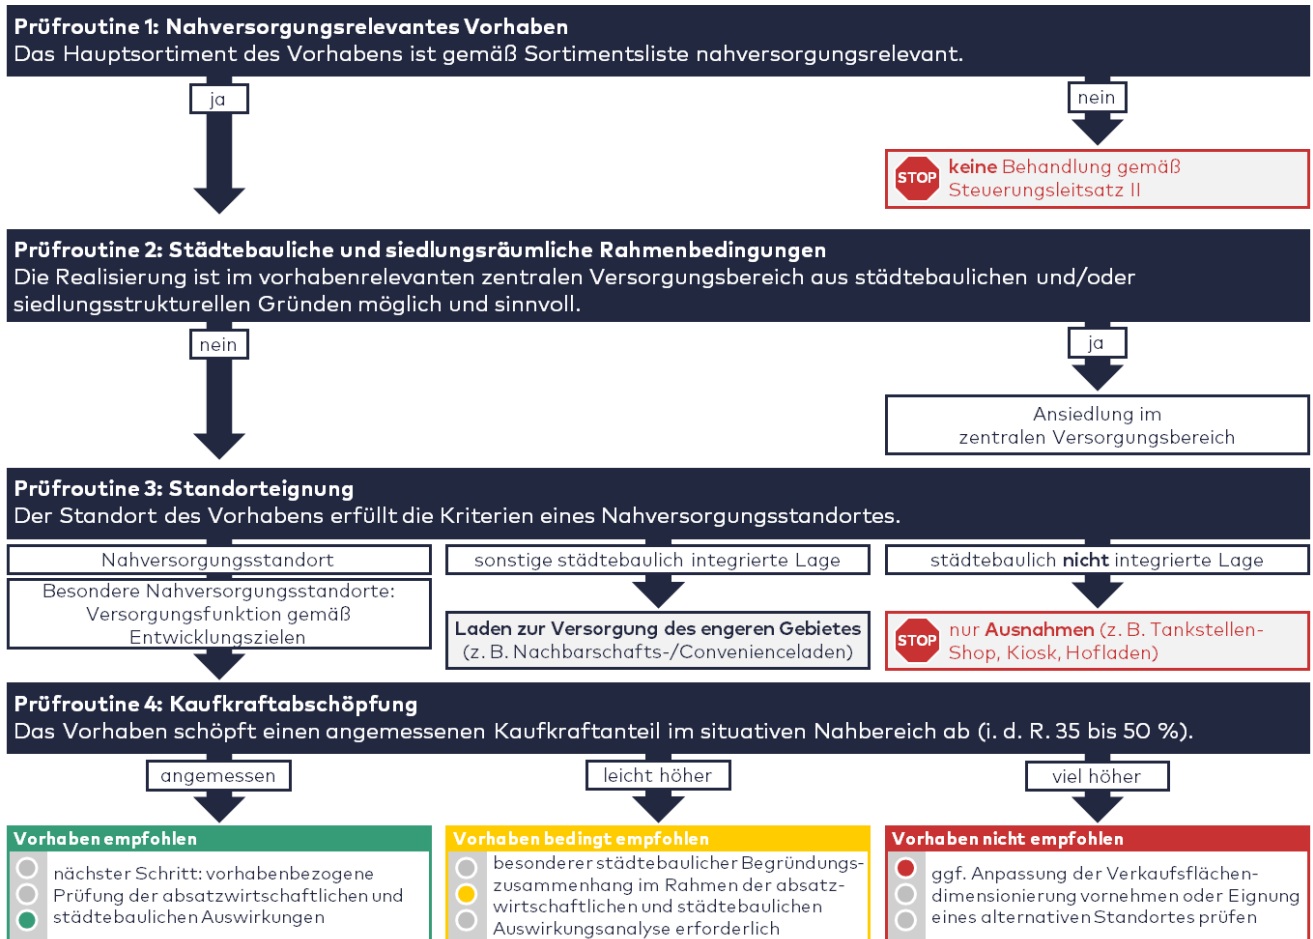 Prüfroutine 1: Nahversorgungsrelevantes Vorhaben
Das Hauptsortiment des Vorhabens ist gemäß Sortimentsliste nahversorgungsrelevant.
ja
nein
STOP
keine Behandlung gemäß
Steuerungsleitsatz II
Prüfroutine 2: Städtebauliche und siedlungsräumliche Rahmenbedingungen
Die Realisierung ist im vorhabenrelevanten zentralen Versorgungsbereich aus städtebaulichen und/oder
siedlungsstrukturellen Gründen möglich und sinnvoll.
nein
ja
Ansiedlung im
zentralen Versorgungsbereich
Prüfroutine 3: Standorteignung
Der Standort des Vorhabens erfüllt die Kriterien eines Nahversorgungsstandortes.
Nahversorgungsstandort
Besondere Nahversorgungsstandorte:
Versorgungsfunktion gemäß
Entwicklungszielen
sonstige städtebaulich integrierte Lage
Laden zur Versorgung des engeren Gebietes
(z. B. Nachbarschafts-/Convenienceladen)
städtebaulich nicht integrierte Lage
STOP
nur Ausnahmen (z. B. Tankstellen-
Shop, Kiosk, Hofladen)
Prüfroutine 4: Kaufkraftabschöpfung
Das Vorhaben schöpft einen angemessenen Kaufkraftanteil im situativen Nahbereich ab (i. d. R. 35 bis 50 %).
angemessen
leicht höher
viel höher
Vorhaben empfohlen
nächster Schritt: vorhabenbezogene
Prüfung der absatzwirtschaftlichen und
städtebaulichen Auswirkungen
Vorhaben bedingt empfohlen
besonderer städtebaulicher Begründungs-
zusammenhang im Rahmen der absatz-
wirtschaftlichen und städtebaulichen
Auswirkungsanalyse erforderlich
Vorhaben nicht empfohlen
ggf. Anpassung der Verkaufsflächen-
dimensionierung vornehmen oder Eignung
eines alternativen Standortes prüfen